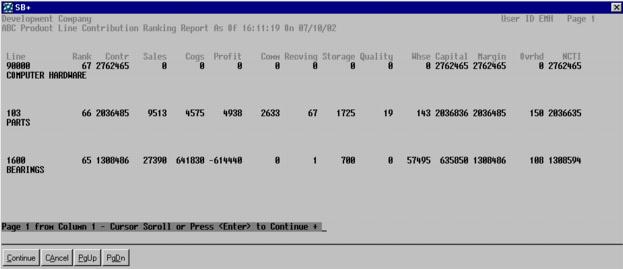 SB+
Development Company User ID EMH Page 1
ABC Product Line Contribution Ranking Report As Of 16:11:19 On 07/10/02
Line Rank Contr Sales Cogs Profit Comm Recving Storage Quality Whse Capital Margin Ovrhd NCTI
90000 67 2762465 0 0 0 0 0 0 0 0 2762465 2762465 0 2762465
COMPUTER HARDWARE
103 66 2036485 9513 4575 4938 2633 67 1725 19 143 2036836 2036485 150 2036635
PARTS
1600 65 1308486 27390 641830 -614440 0 1 700 0 57495 635850 1308486 108 1308594
BEARINGS
Page 1 from Column 1 - Cursor Scroll or Press <Enter> to Continue + _
Continue CAncel PgUp PgDn